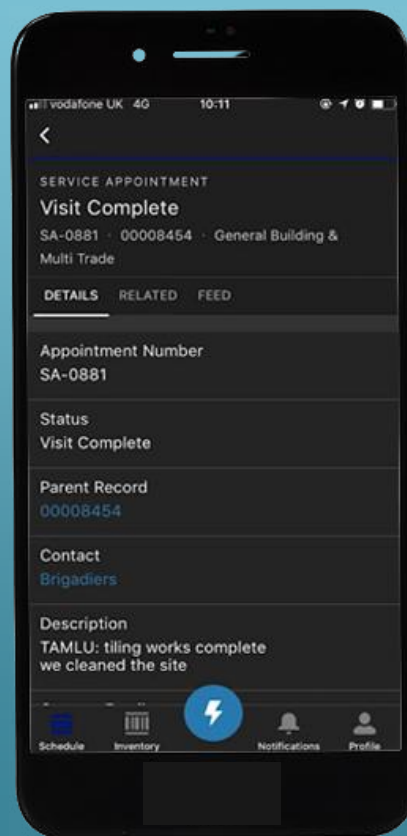 vodafone UK 4G 10:11
SERVICE APPOINTMENT
Visit Complete
SA-0881 · 00008454 · General Building &
Multi Trade
DETAILS RELATED FEED
Appointment Number
SA-0881
Status
Visit Complete
Parent Record
00008454
Contact
Brigadiers
Description
TAMLU: tiling works complete
we cleaned the site
Schedule Inventory Notifications Profile